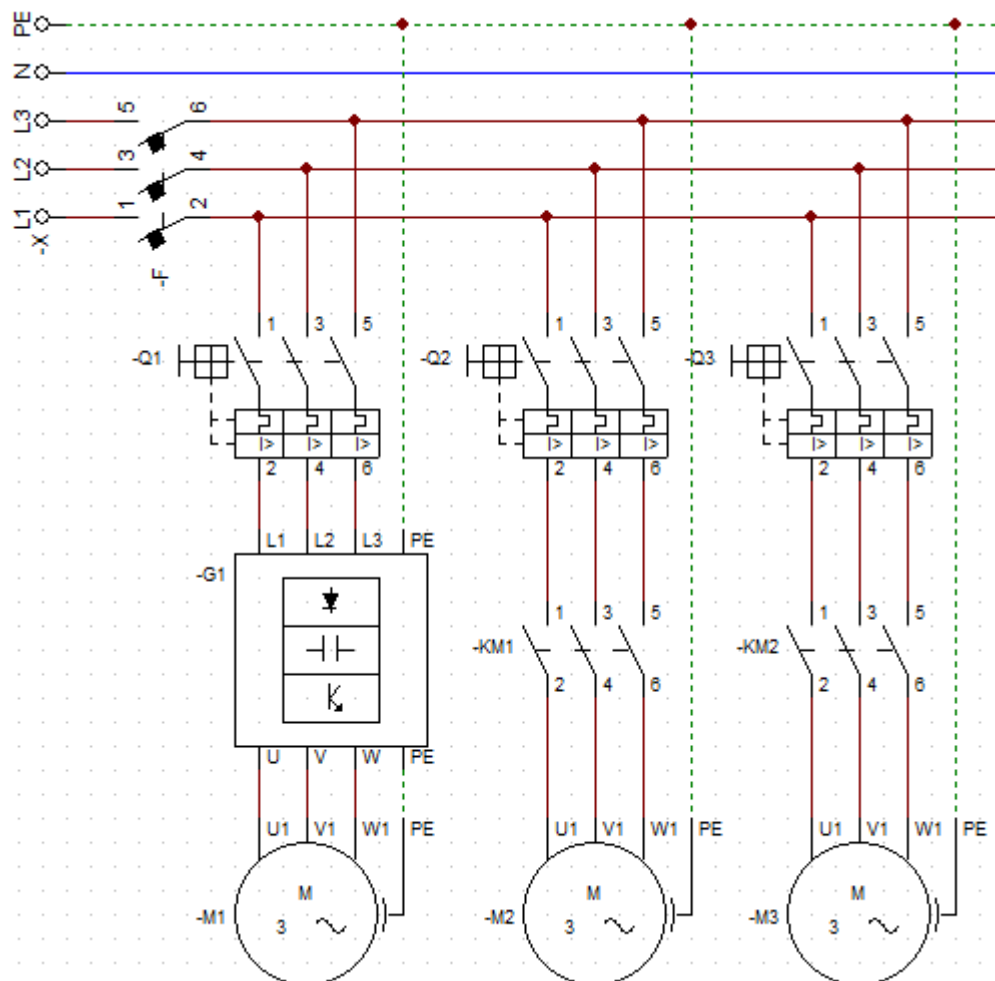 PE
N
L3 5 6
L2 3 4
L1 1 2
-X
-F
1 3 5 1 3 5 1 3 5
-Q1 -Q2 -Q3
I> I> I> I> I> I> I> I> I>
2 4 6 2 4 6 2 4 6
L1 L2 L3 PE
-G1
1 3 5 1 3 5
-KM1 -KM2
2 4 6 2 4 6
U V W PE
U1 V1 W1 PE U1 V1 W1 PE U1 V1 W1 PE
M M M
-M1 3 -M2 3 -M3 3